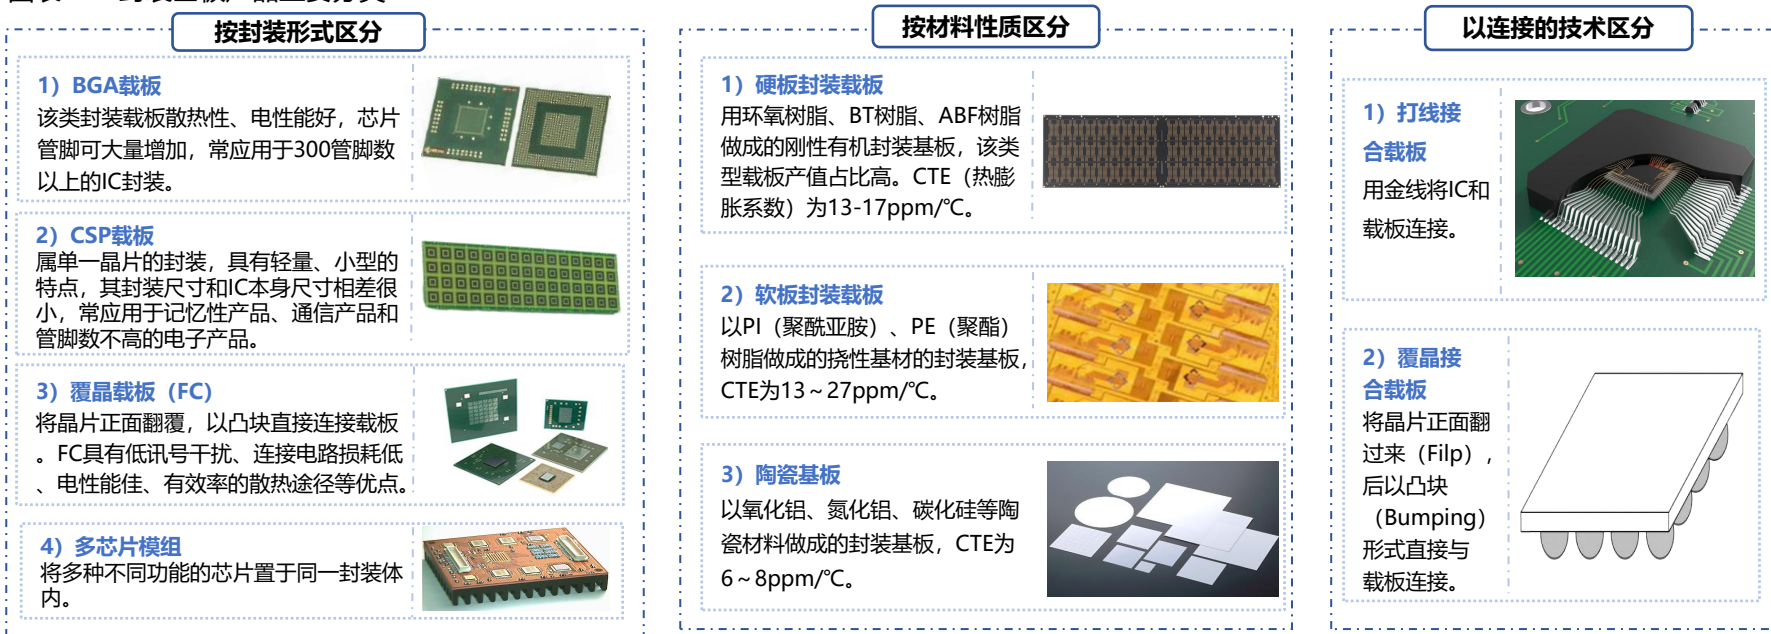 按封装形式区分
1）BGA载板
该类封装载板散热性、电性能好，芯片
管脚可大量增加，常应用于300管脚数
以上的IC封装。
2）CSP载板
属单一晶片的封装，具有轻量、小型的
特点，其封装尺寸和IC本身尺寸相差很
小，常应用于记忆性产品、通信产品和
管脚数不高的电子产品。
3）覆晶载板（FC）
将晶片正面翻覆，以凸块直接连接载板
。FC具有低讯号干扰、连接电路损耗低
、电性能佳、有效率的散热途径等优点。
4）多芯片模组
将多种不同功能的芯片置于同一封装体
内。
按材料性质区分
1）硬板封装载板
用环氧树脂、BT树脂、ABF树脂
做成的刚性有机封装基板，该类
型载板产值占比高。CTE（热膨
胀系数）为13-17ppm/℃。
2）软板封装载板
以PI（聚酰亚胺）、PE（聚酯）
树脂做成的挠性基材的封装基板，
CTE为13～27ppm/℃。
3）陶瓷基板
以氧化铝、氮化铝、碳化硅等陶
瓷材料做成的封装基板，CTE为
6～8ppm/℃。
以连接的技术区分
1）打线接
合载板
用金线将IC和
载板连接。
2）覆晶接
合载板
将晶片正面翻
过来（Filp），
后以凸块
（Bumping）
形式直接与
载板连接。